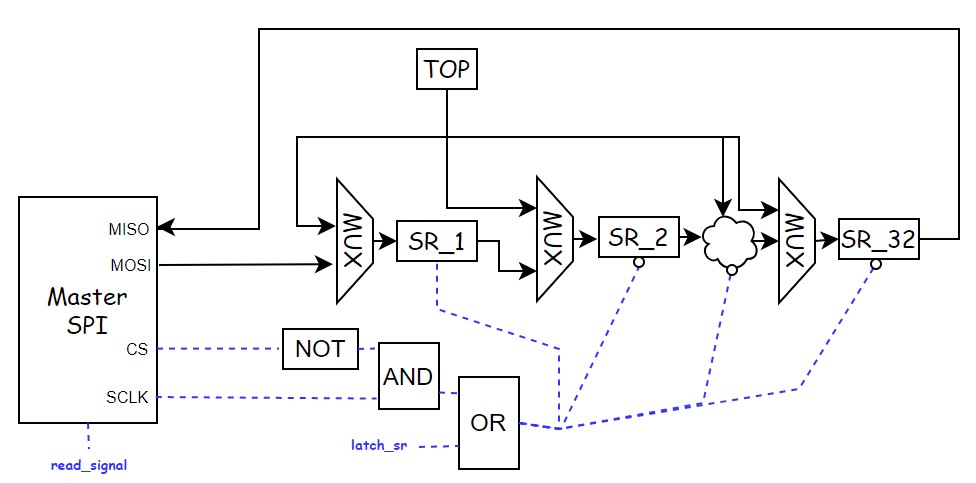 TOP
MISO
MOSI
Master
SPI
CS
SCLK
read_signal
MUX
SR_1
MUX
SR_2
MUX
SR_32
NOT
AND
OR
latch_sr